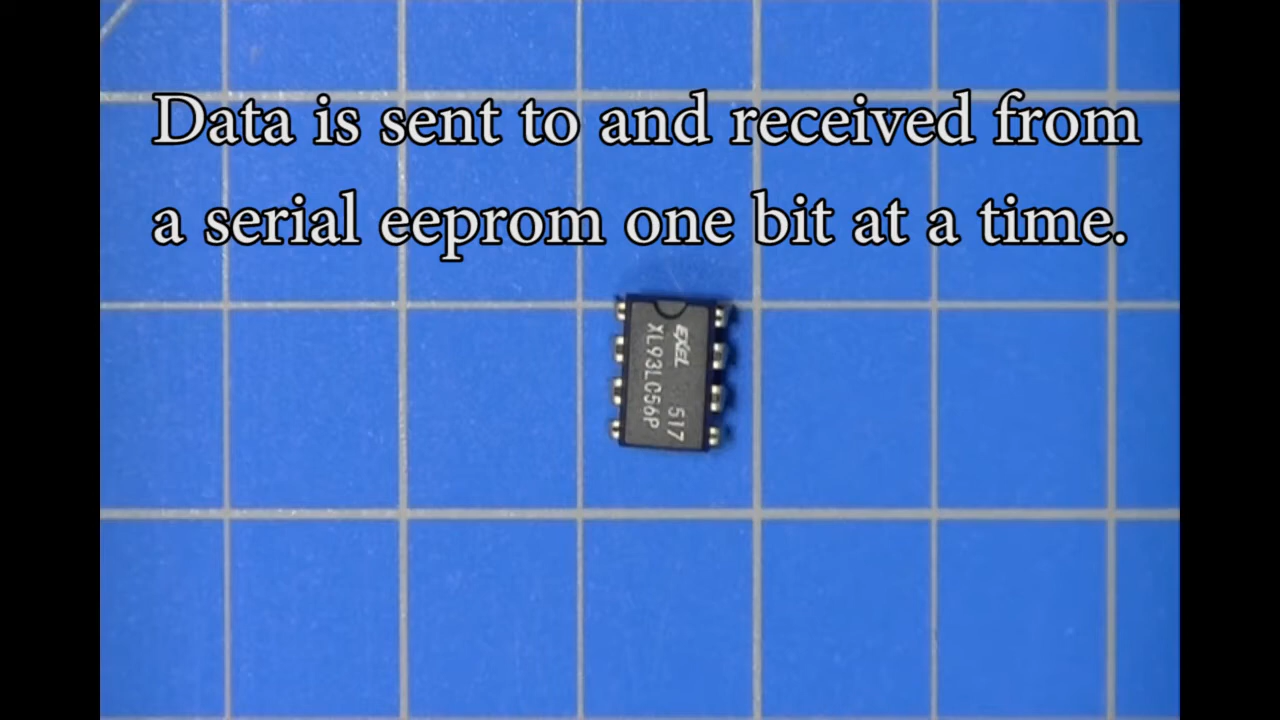 Data is sent to and received from
a serial eeprom one bit at a time.
EXEL 517
XL93LC56P